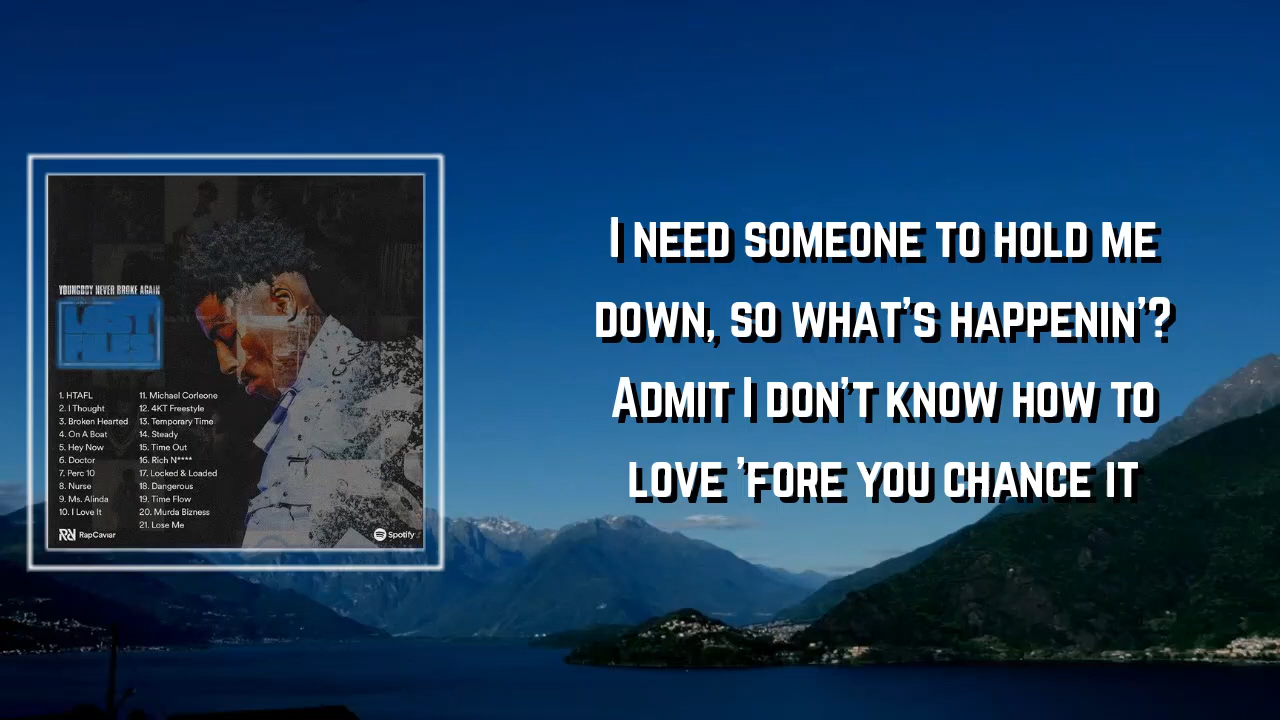 YOUNGBOY NEVER BROKE AGAIN
1. HTAFL
2. I Thought
3. Broken Hearted
4. On A Boat
5. Hey Now
6. Doctor
7. Perc 10
8. Nurse
9. Ms. Alinda
10. I Love It
11. Michael Corleone
12. 4KT Freestyle
13. Temporary Time
14. Steady
15. Time Out
16. Rich N****
17. Locked & Loaded
18. Dangerous
19. Time Flow
20. Murda Bizness
21. Lose Me
RapCaviar
Spotify
I NEED SOMEONE TO HOLD ME
DOWN, SO WHAT'S HAPPENIN'?
ADMIT I DON'T KNOW HOW TO
LOVE 'FORE YOU CHANCE IT